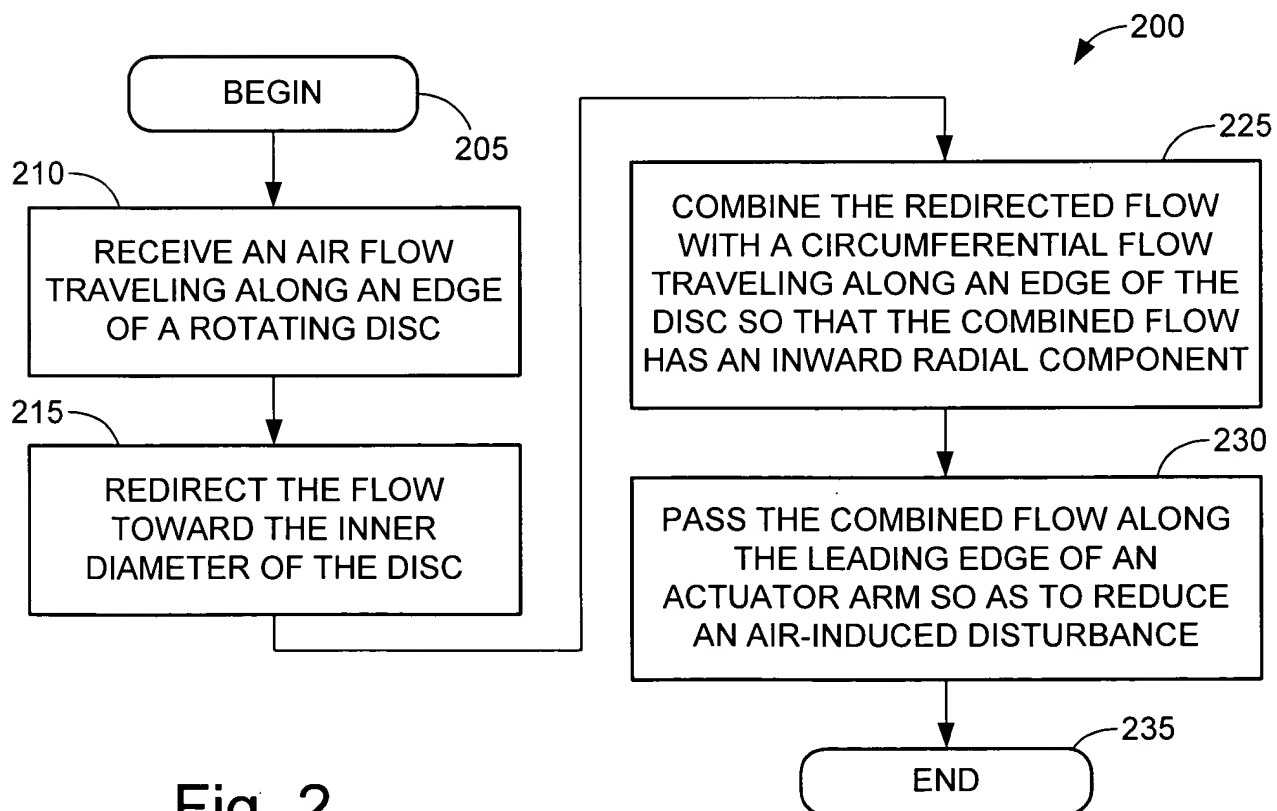 200
BEGIN
205
210
RECEIVE AN AIR FLOW
TRAVELING ALONG AN EDGE
OF A ROTATING DISC
215
REDIRECT THE FLOW
TOWARD THE INNER
DIAMETER OF THE DISC
225
COMBINE THE REDIRECTED FLOW
WITH A CIRCUMFERENTIAL FLOW
TRAVELING ALONG AN EDGE OF THE
DISC SO THAT THE COMBINED FLOW
HAS AN INWARD RADIAL COMPONENT
230
PASS THE COMBINED FLOW ALONG
THE LEADING EDGE OF AN
ACTUATOR ARM SO AS TO REDUCE
AN AIR-INDUCED DISTURBANCE
235
END
Fig. 2